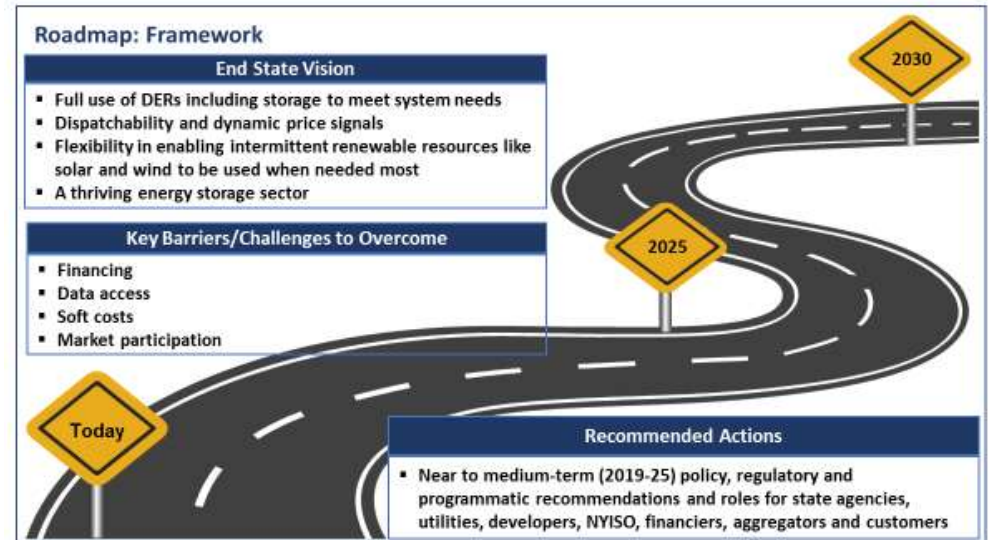 Roadmap: Framework
End State Vision
▪ Full use of DERs including storage to meet system needs
▪ Dispatchability and dynamic price signals
▪ Flexibility in enabling intermittent renewable resources like
solar and wind to be used when needed most
▪ A thriving energy storage sector
Key Barriers/Challenges to Overcome
▪ Financing
▪ Data access
▪ Soft costs
▪ Market participation
2030
2025
Today
Recommended Actions
▪ Near to medium-term (2019-25) policy, regulatory and
programmatic recommendations and roles for state agencies,
utilities, developers, NYISO, financiers, aggregators and customers